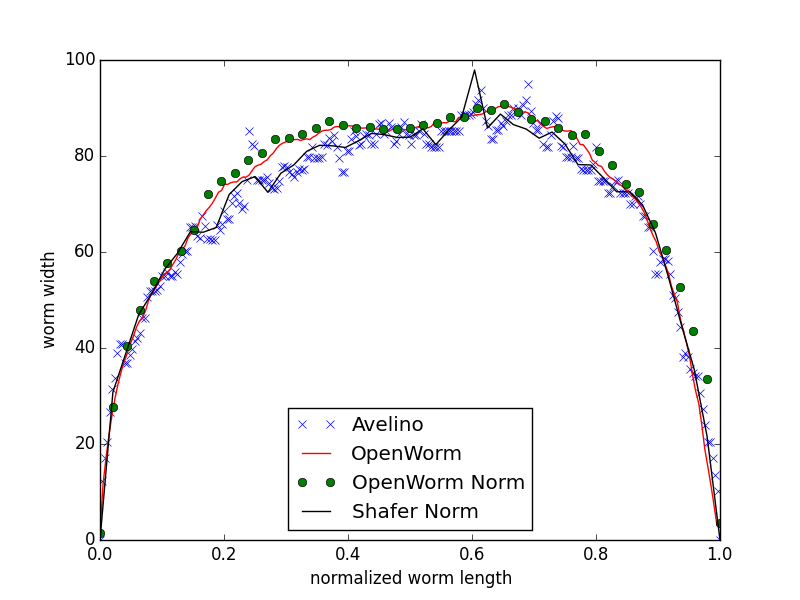 100
80
60
40
20
0
worm width
Avelino
OpenWorm
OpenWorm Norm
Shafer Norm
0.0 0.2 0.4 0.6 0.8 1.0
normalized worm length